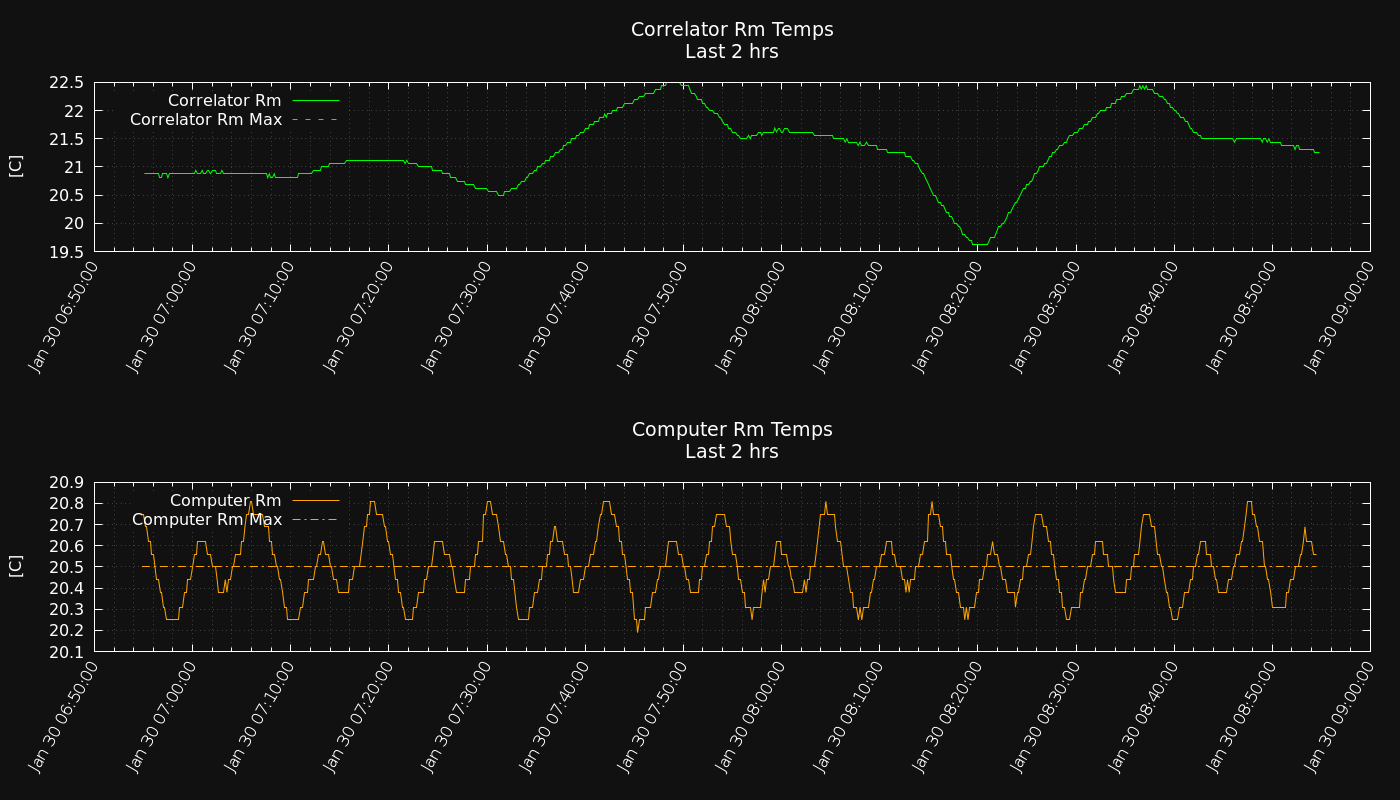 Correlator Rm Temps
Last 2 hrs
22.5
22
21.5
21
20.5
20
19.5
[C]
Correlator Rm
Correlator Rm Max
Jan 30 06:50:00
Jan 30 07:00:00
Jan 30 07:10:00
Jan 30 07:20:00
Jan 30 07:30:00
Jan 30 07:40:00
Jan 30 07:50:00
Jan 30 08:00:00
Jan 30 08:10:00
Jan 30 08:20:00
Jan 30 08:30:00
Jan 30 08:40:00
Jan 30 08:50:00
Jan 30 09:00:00
Computer Rm Temps
Last 2 hrs
20.9
20.8
20.7
20.6
20.5
20.4
20.3
20.2
20.1
[C]
Computer Rm
Computer Rm Max
Jan 30 06:50:00
Jan 30 07:00:00
Jan 30 07:10:00
Jan 30 07:20:00
Jan 30 07:30:00
Jan 30 07:40:00
Jan 30 07:50:00
Jan 30 08:00:00
Jan 30 08:10:00
Jan 30 08:20:00
Jan 30 08:30:00
Jan 30 08:40:00
Jan 30 08:50:00
Jan 30 09:00:00